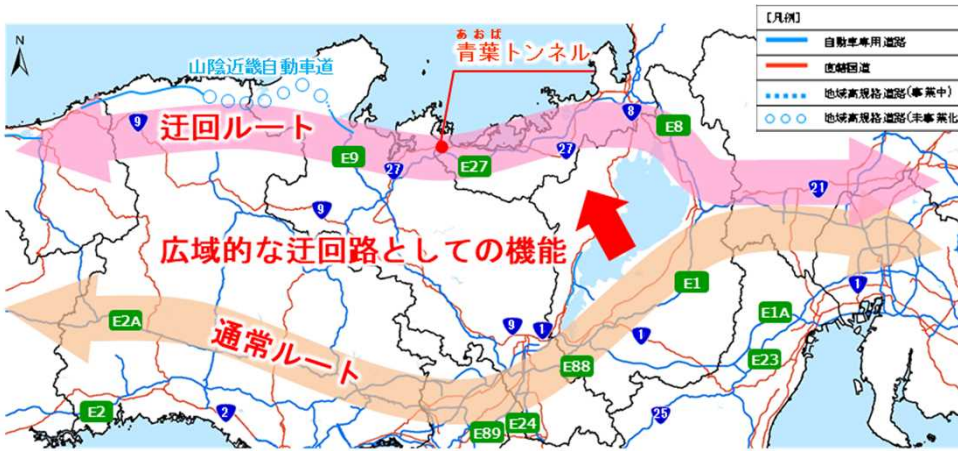 【凡例】
自動車専用道路
直轄国道
地域高規格道路(事業中)
地域高規格道路(未事業化
N
あおば
青葉トンネル
山陰近畿自動車道
9
迂回ルート
8
E8
E9
27
E27
27
21
9
広域的な迂回路としての機能
E1
1
E2A
通常ルート
9
1
1
E1A
E88
E23
E2
2
25
E24
E89